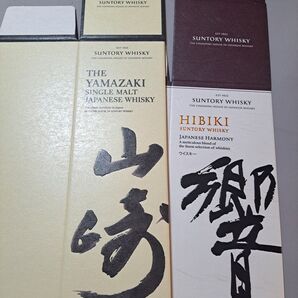 SUNTORY WHISKY
THE
YAMAZAKI
SINGLE MALT
JAPANESE WHISKY
山崎
SUNTORY WHISKY
SUNTORY WHISKY
HIBIKI
SUNTORY WHISKY
JAPANESE HARMONY
A meticulous blend of
the finest selection of whiskies
ウイスキー
響